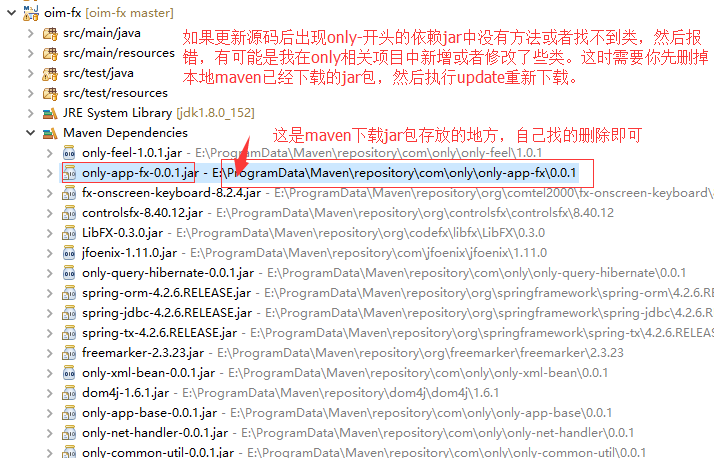 oim-fx [oim-fx master]
src/main/java
src/main/resources
src/test/java
src/test/resources
JRE System Library [jdk1.8.0_152]
Maven Dependencies
如果更新源码后出现only-开头的依赖jar中没有方法或者找不到类，然后报
错，有可能是我在only相关项目中新增或者修改了些类。这时需要你先删掉
本地maven已经下载的jar包，然后执行update重新下载。
这是maven下载jar包存放的地方，自己找的删除即可
only-feel-1.0.1.jar - E:\ProgramData\Maven\repository\com\only\only-feel\1.0.1
only-app-fx-0.0.1.jar - E:\ProgramData\Maven\repository\com\only\only-app-fx\0.0.1
fx-onscreen-keyboard-8.2.4.jar - E:\ProgramData\Maven\repository\org\comtel2000\fx-onscreen-keyboard\
controlsfx-8.40.12.jar - E:\ProgramData\Maven\repository\org\controlsfx\controlsfx\8.40.12
LibFX-0.3.0.jar - E:\ProgramData\Maven\repository\org\codefx\libfx\LibFX\0.3.0
jfoenix-1.11.0.jar - E:\ProgramData\Maven\repository\com\jfoenix\jfoenix\1.11.0
only-query-hibernate-0.0.1.jar - E:\ProgramData\Maven\repository\com\only\only-query-hibernate\0.0.1
spring-orm-4.2.6.RELEASE.jar - E:\ProgramData\Maven\repository\org\springframework\spring-orm\4.2.6.RE
spring-jdbc-4.2.6.RELEASE.jar - E:\ProgramData\Maven\repository\org\springframework\spring-jdbc\4.2.6.R
spring-tx-4.2.6.RELEASE.jar - E:\ProgramData\Maven\repository\org\springframework\spring-tx\4.2.6.RELEA
freemarker-2.3.23.jar - E:\ProgramData\Maven\repository\org\freemarker\freemarker\2.3.23
only-xml-bean-0.0.1.jar - E:\ProgramData\Maven\repository\com\only\only-xml-bean\0.0.1
dom4j-1.6.1.jar - E:\ProgramData\Maven\repository\dom4j\dom4j\1.6.1
only-app-base-0.0.1.jar - E:\ProgramData\Maven\repository\com\only\only-app-base\0.0.1
only-net-handler-0.0.1.jar - E:\ProgramData\Maven\repository\com\only\only-net-handler\0.0.1
only-common-util-0.0.1.jar - E:\ProgramData\Maven\repository\com\only\only-common-util\0.0.1